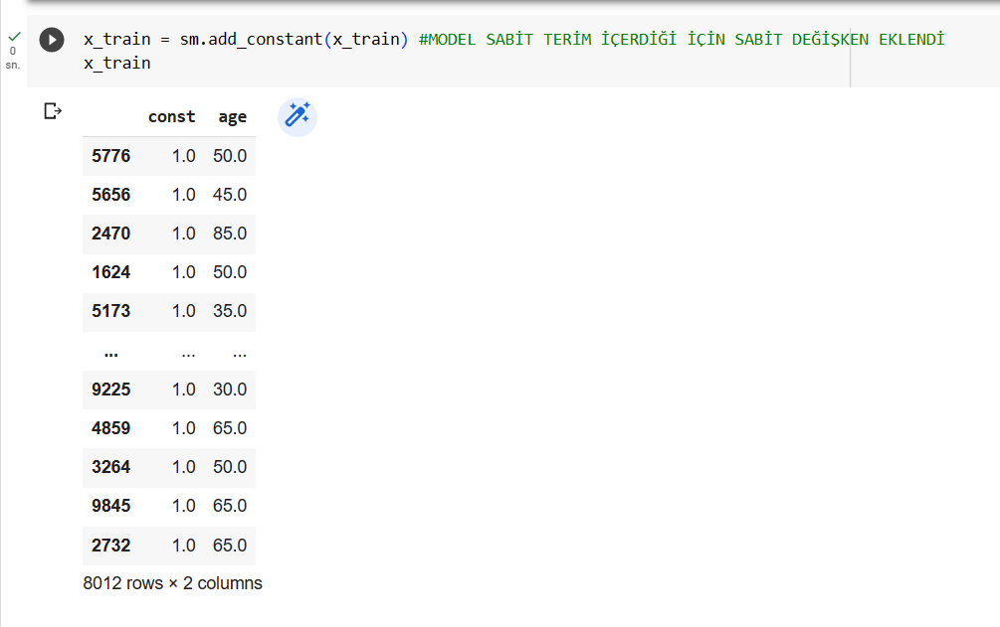 x_train = sm.add_constant(x_train) #MODEL SABİT TERİM İÇERDİĞİ İÇİN SABİT DEĞİŞKEN EKLENDİ
x_train
0
sn.
const age
5776 1.0 50.0
5656 1.0 45.0
2470 1.0 85.0
1624 1.0 50.0
5173 1.0 35.0
... ... ...
9225 1.0 30.0
4859 1.0 65.0
3264 1.0 50.0
9845 1.0 65.0
2732 1.0 65.0
8012 rows × 2 columns